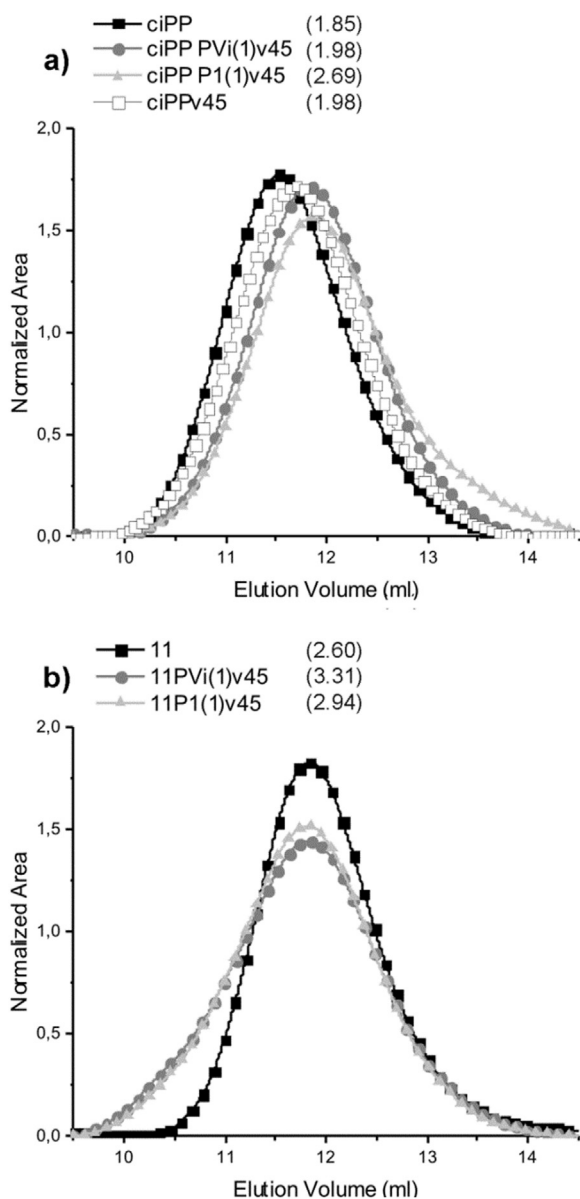 a)
ciPP (1.85)
ciPP PVi(1)v45 (1.98)
ciPP P1(1)v45 (2.69)
ciPPv45 (1.98)
2,0
1,5
1,0
0,5
0,0
Normalized Area
10 11 12 13 14
Elution Volume (ml.)
b)
11 (2.60)
11PVi(1)v45 (3.31)
11P1(1)v45 (2.94)
2,0
1,5
1,0
0,5
0,0
Normalized Area
10 11 12 13 14
Elution Volume (ml)